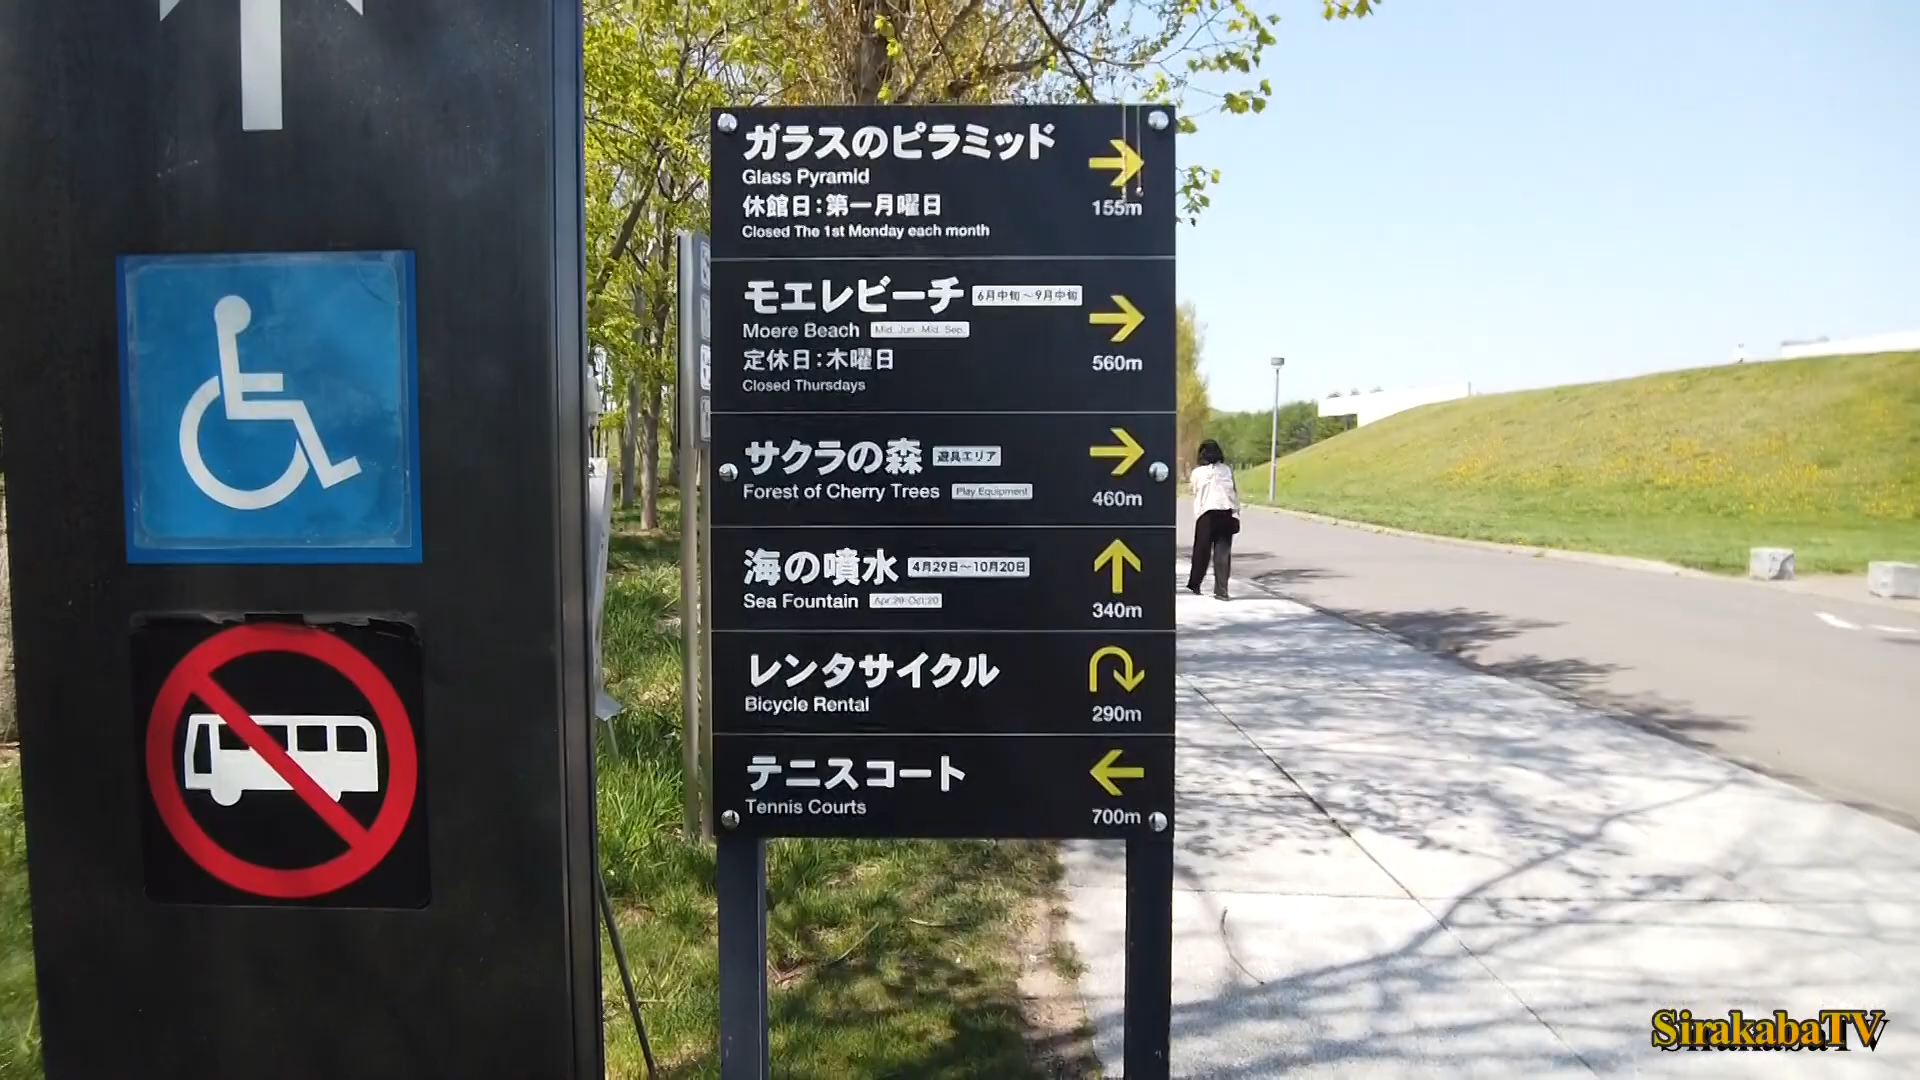 ガラスのピラミッド
Glass Pyramid
休館日：第一月曜日
Closed The 1st Monday each month
155m
モエレビーチ 6月中旬～9月中旬
Moere Beach Mid. Jun.-Mid. Sep.
定休日：木曜日
Closed Thursdays
560m
サクラの森 遊具エリア
Forest of Cherry Trees Play Equipment
460m
海の噴水 4月29日～10月20日
Sea Fountain Apr.29-Oct.20
340m
レンタサイクル
Bicycle Rental
290m
テニスコート
Tennis Courts
700m
SirakabaTV